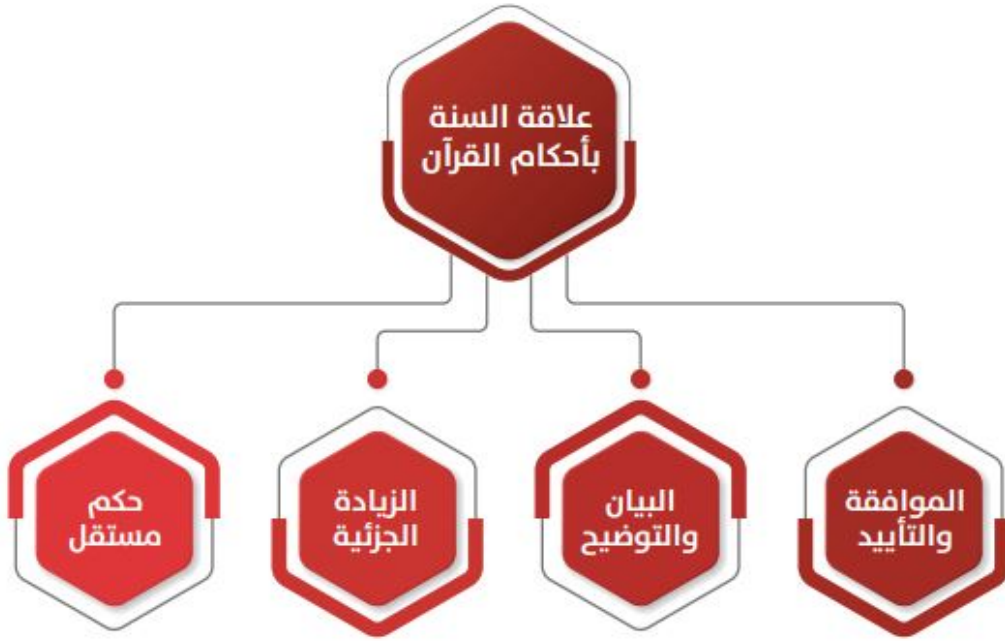 علاقة السنة
بأحكام القرآن
الموافقة
والتأييد
البيان
والتوضيح
الزيادة
الجزئية
حكم
مستقل